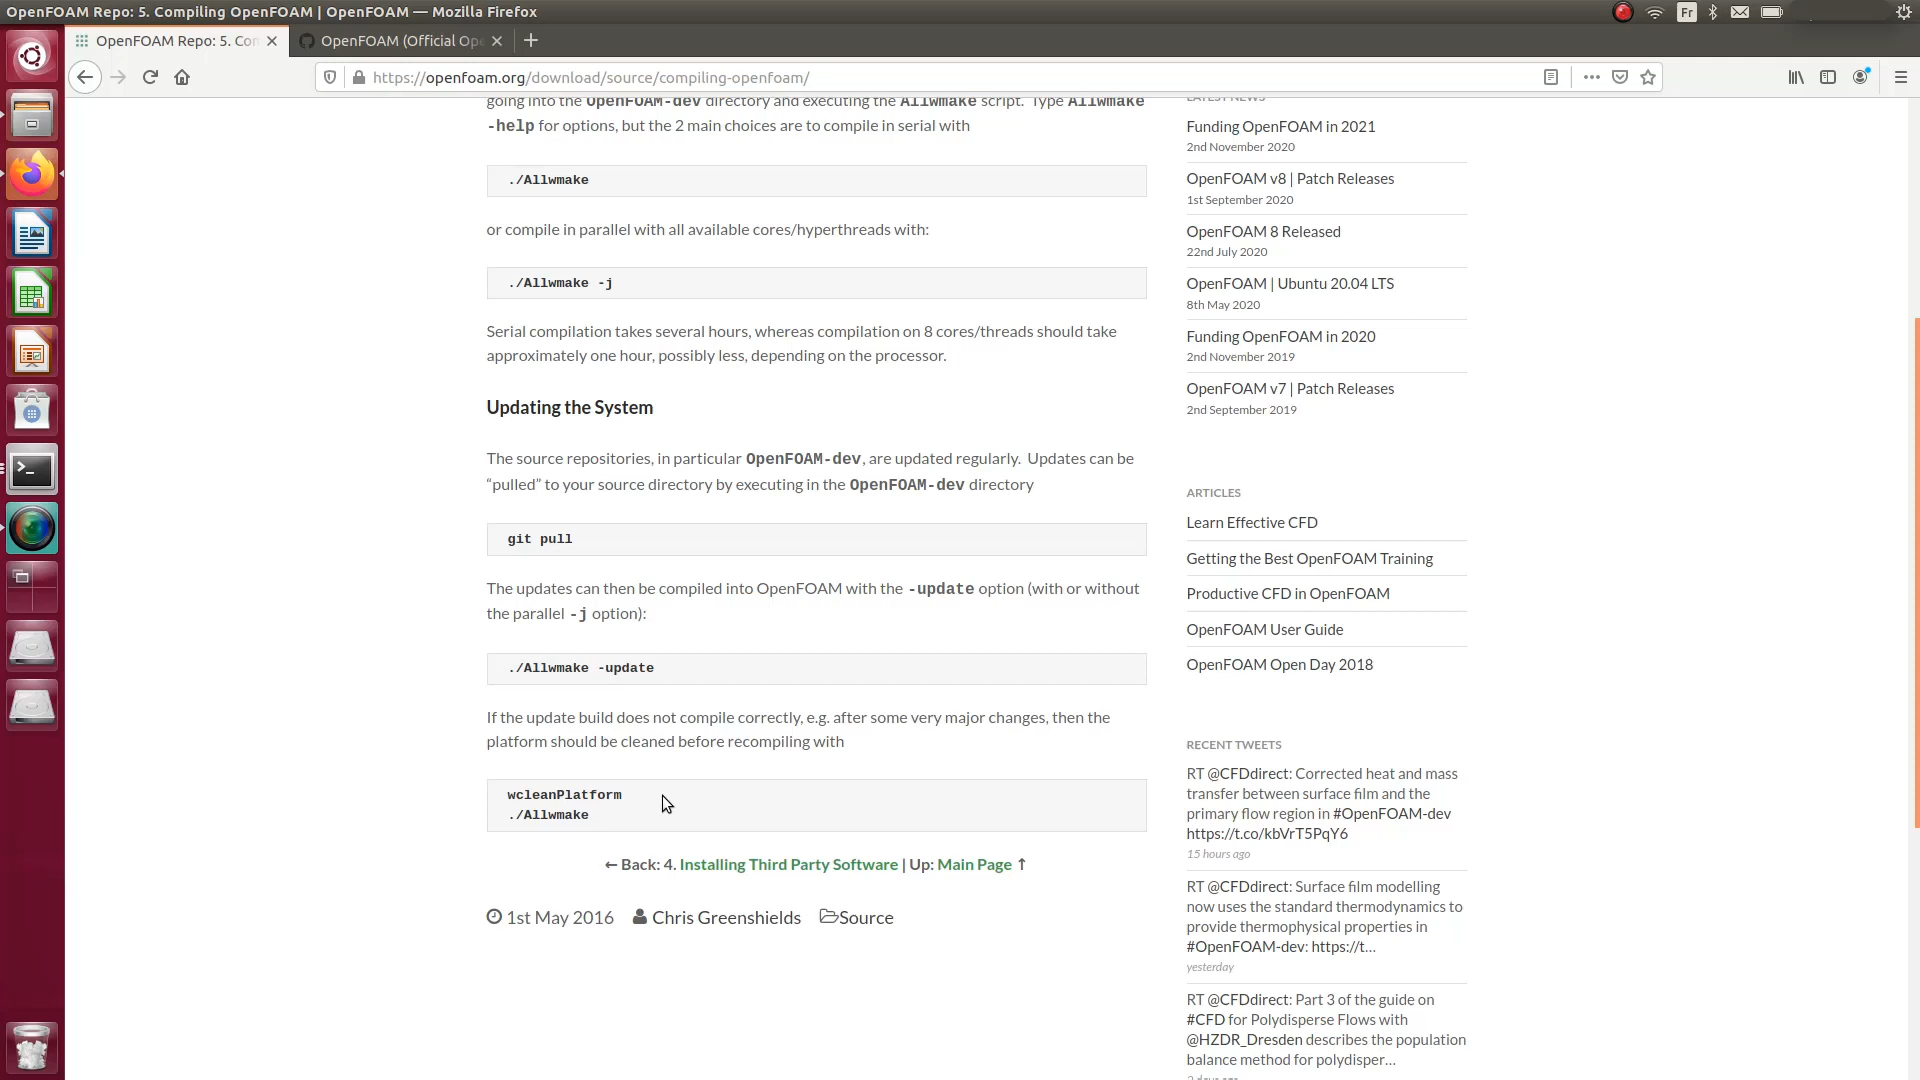 OpenFOAM Repo: 5. Compiling OpenFOAM | OpenFOAM — Mozilla Firefox
Fr
OpenFOAM Repo: 5. Con
OpenFOAM (Official Ope
https://openfoam.org/download/source/compiling-openfoam/
going into the OpenFOAM-dev directory and executing the Allwmake script. Type Allwmake
-help for options, but the 2 main choices are to compile in serial with
./Allwmake
or compile in parallel with all available cores/hyperthreads with:
./Allwmake -j
Serial compilation takes several hours, whereas compilation on 8 cores/threads should take
approximately one hour, possibly less, depending on the processor.
Updating the System
The source repositories, in particular OpenFOAM-dev, are updated regularly. Updates can be
“pulled” to your source directory by executing in the OpenFOAM-dev directory
git pull
The updates can then be compiled into OpenFOAM with the -update option (with or without
the parallel -j option):
./Allwmake -update
If the update build does not compile correctly, e.g. after some very major changes, then the
platform should be cleaned before recompiling with
wcleanPlatform
./Allwmake
← Back: 4. Installing Third Party Software | Up: Main Page ↑
1st May 2016 Chris Greenshields Source
LATEST NEWS
Funding OpenFOAM in 2021
2nd November 2020
OpenFOAM v8 | Patch Releases
1st September 2020
OpenFOAM 8 Released
22nd July 2020
OpenFOAM | Ubuntu 20.04 LTS
8th May 2020
Funding OpenFOAM in 2020
2nd November 2019
OpenFOAM v7 | Patch Releases
2nd September 2019
ARTICLES
Learn Effective CFD
Getting the Best OpenFOAM Training
Productive CFD in OpenFOAM
OpenFOAM User Guide
OpenFOAM Open Day 2018
RECENT TWEETS
RT @CFDdirect: Corrected heat and mass
transfer between surface film and the
primary flow region in #OpenFOAM-dev
https://t.co/kbVrT5PqY6
15 hours ago
RT @CFDdirect: Surface film modelling
now uses the standard thermodynamics to
provide thermophysical properties in
#OpenFOAM-dev: https://t…
yesterday
RT @CFDdirect: Part 3 of the guide on
#CFD for Polydisperse Flows with
@HZDR_Dresden describes the population
balance method for polydisper…